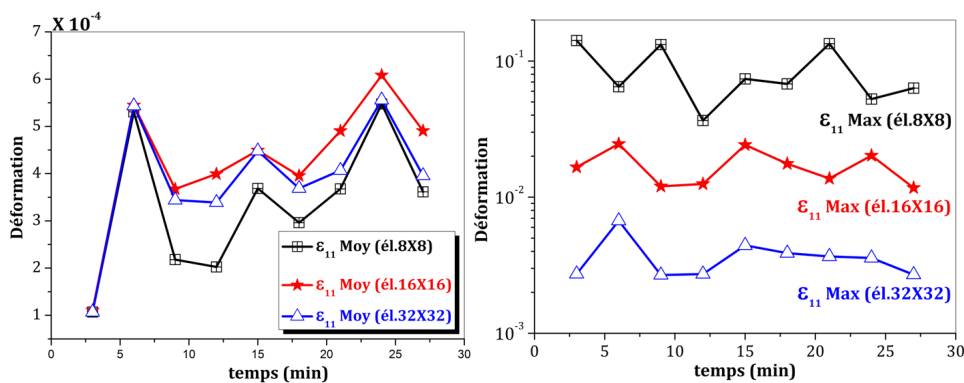 X 10⁻⁴
7
6
5
4
3
2
1
Déformation
0 5 10 15 20 25 30
temps (min)
ε₁₁ Moy (él.8X8)
ε₁₁ Moy (él.16X16)
ε₁₁ Moy (él.32X32)
10⁻¹
10⁻²
10⁻³
Déformation
ε₁₁ Max (él.8X8)
ε₁₁ Max (él.16X16)
ε₁₁ Max (él.32X32)
0 5 10 15 20 25 30
temps (min)